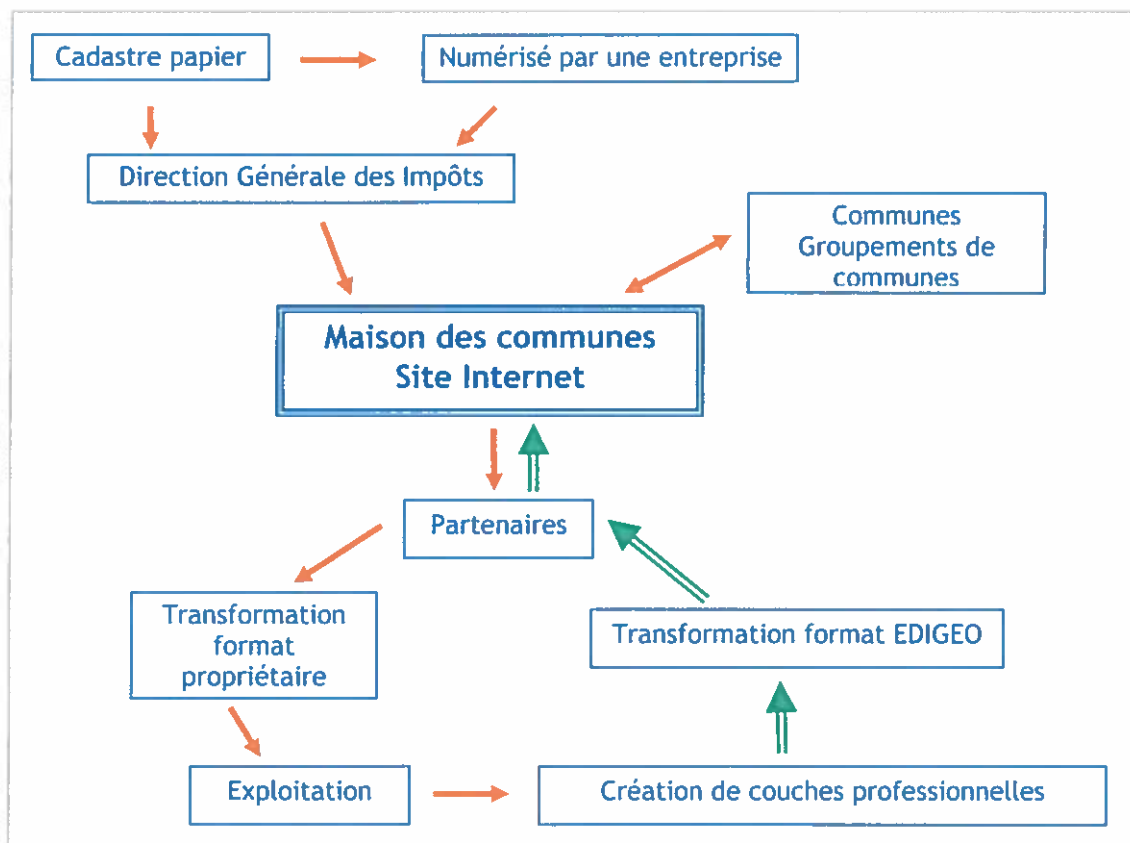 Cadastre papier
Numérisé par une entreprise
Direction Générale des Impôts
Communes
Groupements de
communes
Maison des communes
Site Internet
Partenaires
Transformation
format
propriétaire
Transformation format EDIGEO
Exploitation
Création de couches professionnelles